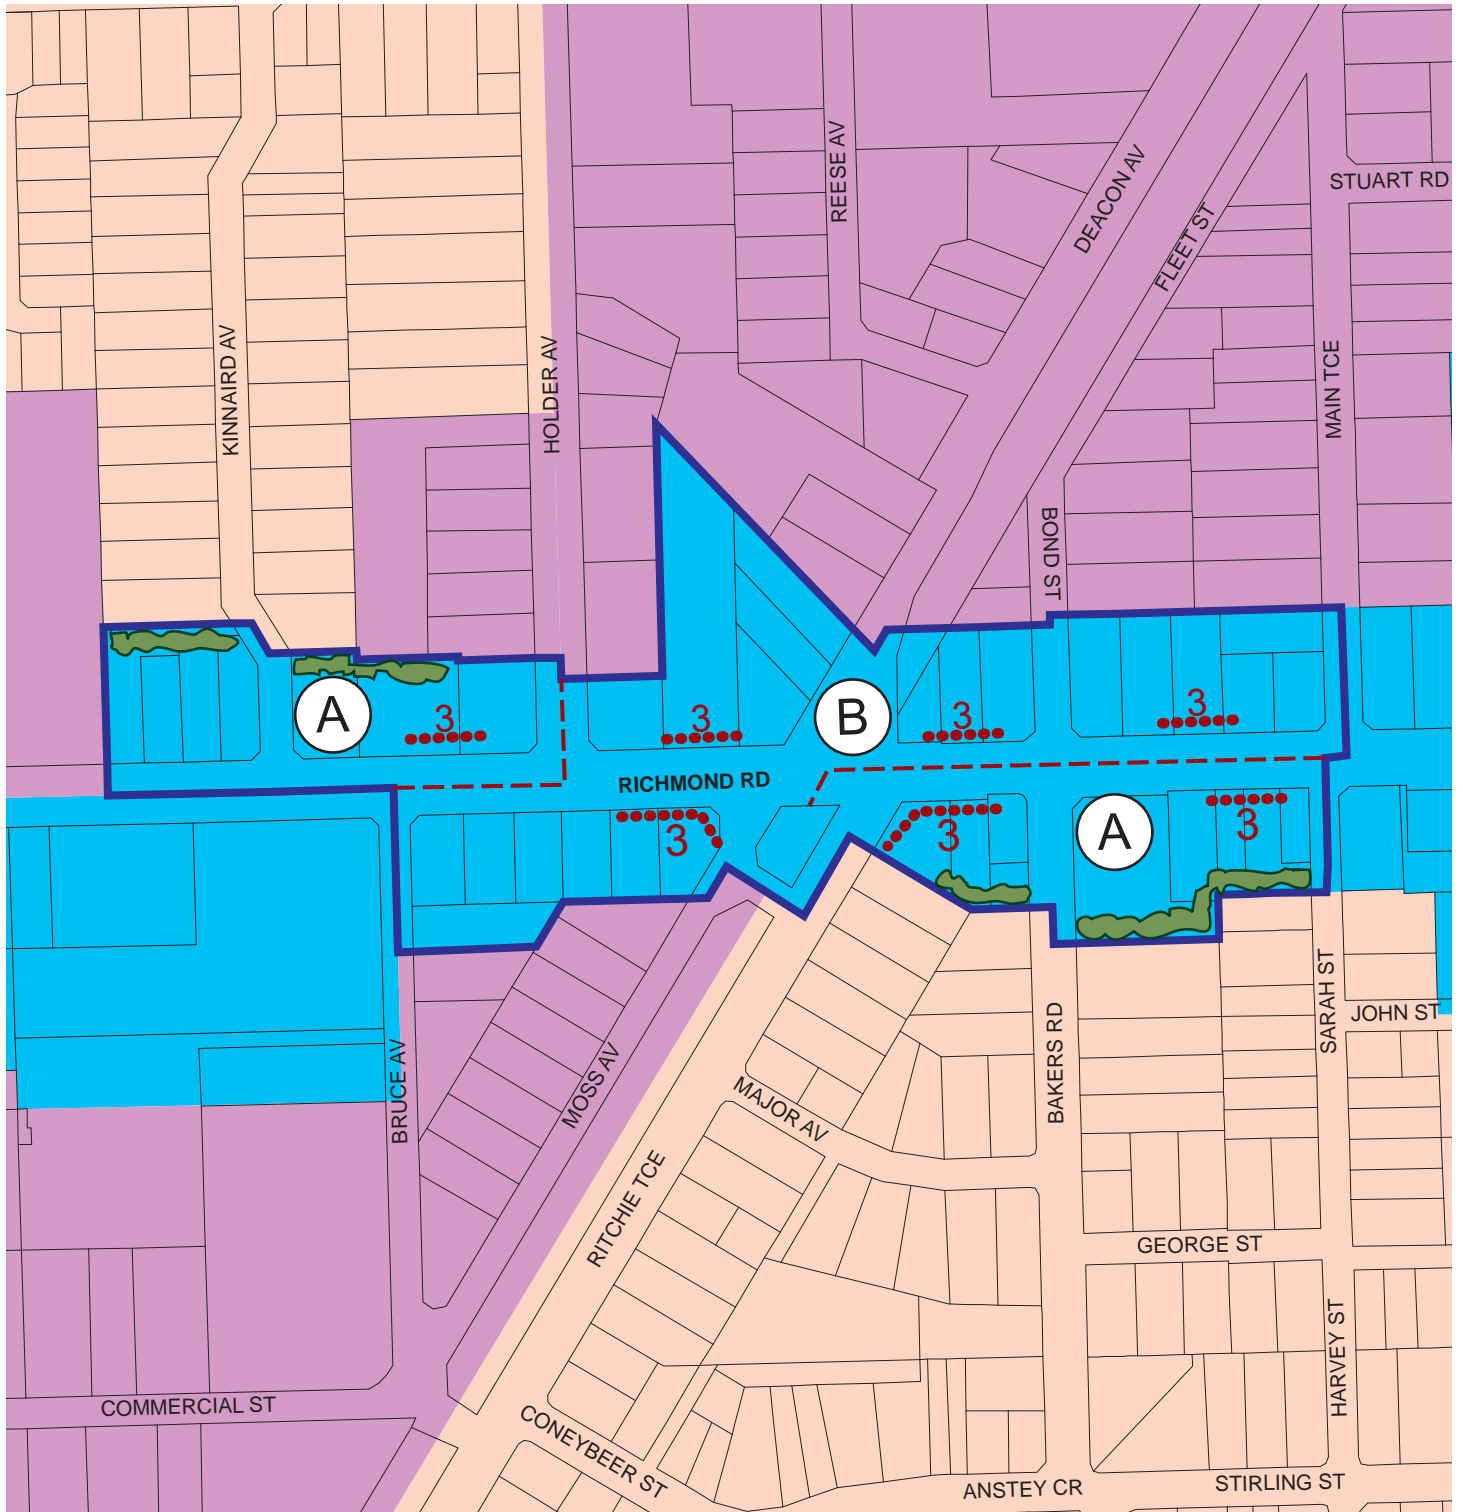 REESE AV
DEACON AV
STUART RD
FLEET ST
KINNAIRD AV
HOLDER AV
MAIN TCE
BOND ST
A
3
3
B
3
3
RICHMOND RD
3
3
A
3
SARAH ST
JOHN ST
BRUCE AV
MOSS AV
BAKERS RD
MAJOR AV
RITCHIE TCE
GEORGE ST
HARVEY ST
COMMERCIAL ST
CONEYBEER ST
ANSTEY CR
STIRLING ST